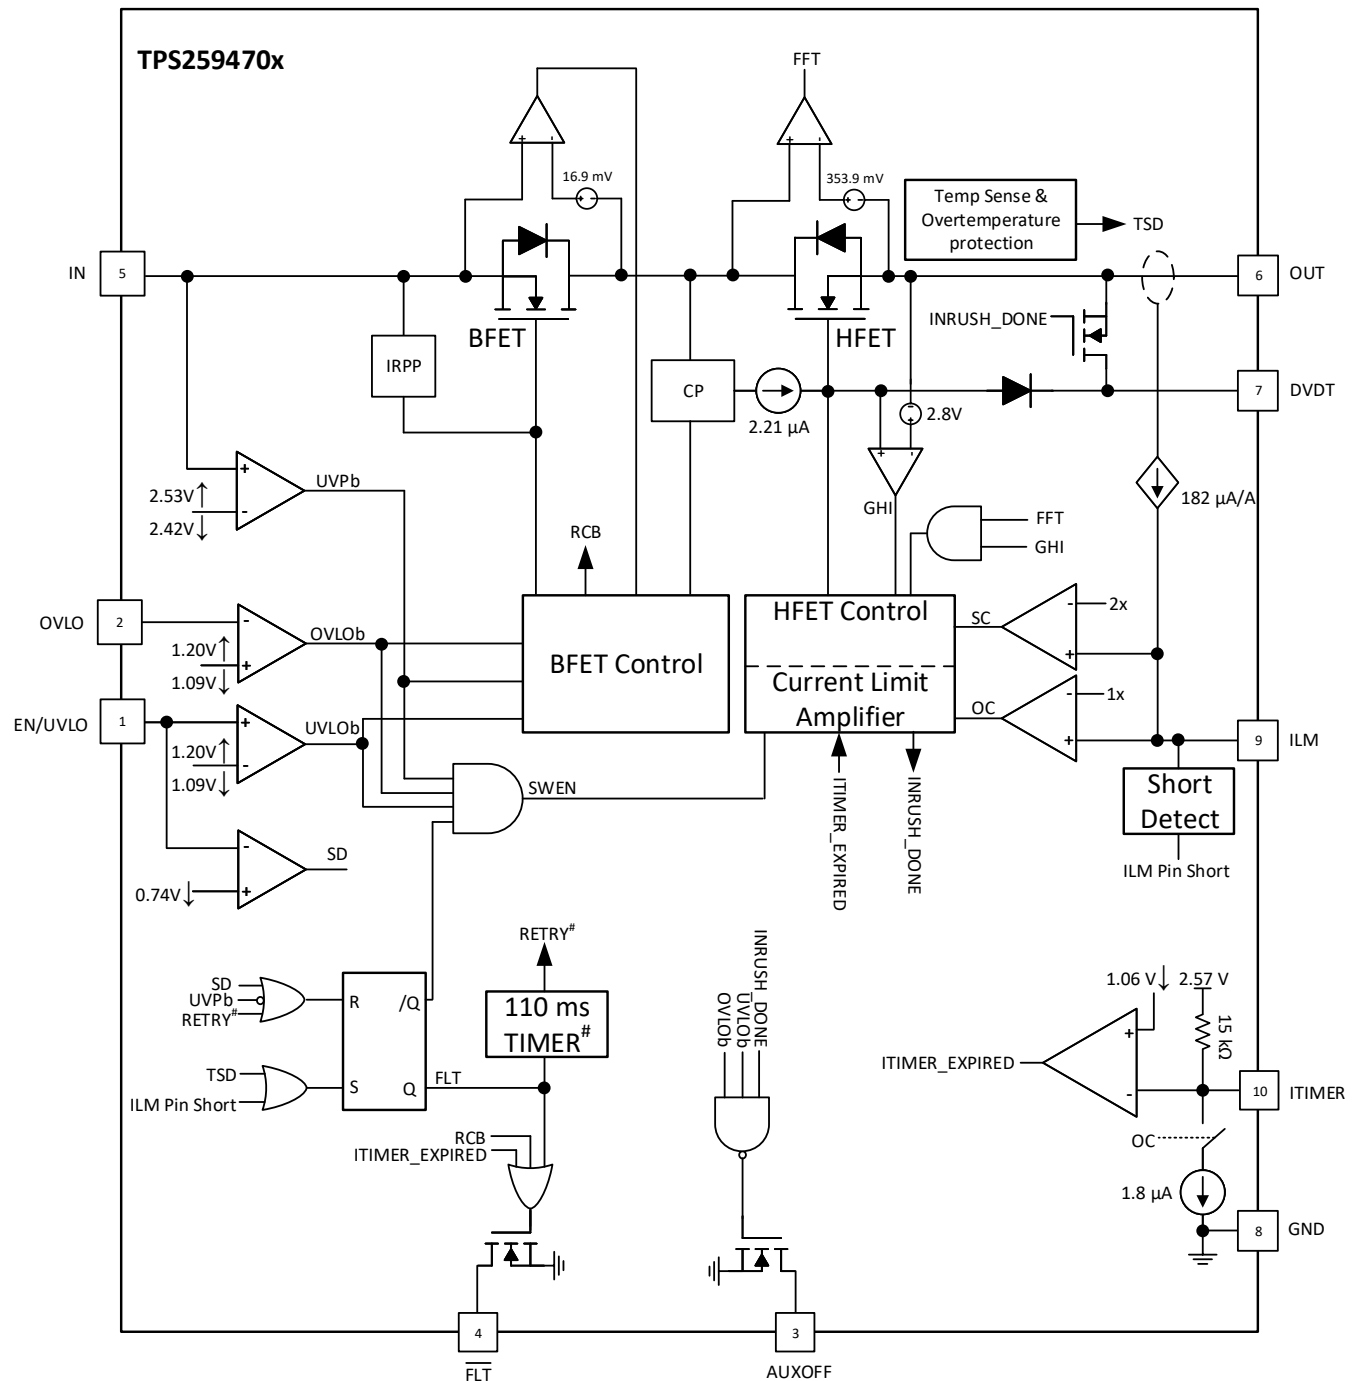 TPS259470x
FFT
16.9 mV
353.9 mV
+ -
+ -
+ -
+ -
Temp Sense &
Overtemperature
protection
TSD
IN
5
6
OUT
BFET
HFET
INRUSH_DONE
IRPP
CP
2.21 µA
2.8V
7
DVDT
+
-
UVPb
2.53V↑
2.42V↓
+ -
GHI
182 µA/A
RCB
FFT
GHI
OVLO
2
-
+
OVLOb
1.20V↑
1.09V↓
BFET Control
HFET Control
Current Limit
Amplifier
SC
-
+
2x
OC
-
+
1x
EN/UVLO
1
+
-
UVLOb
1.20V↑
1.09V↓
9
ILM
SWEN
ITIMER_EXPIRED
INRUSH_DONE
Short
Detect
ILM Pin Short
-
+
SD
0.74V↓
RETRY#
SD
UVPb
RETRY#
R
/Q
110 ms
TIMER#
TSD
ILM Pin Short
S
Q
FLT
INRUSH_DONE
UVLOb
OVLOb
1.06 V↓
2.57 V
15 kΩ
+
-
ITIMER_EXPIRED
10
ITIMER
RCB
ITIMER_EXPIRED
OC
1.8 µA
8
GND
4
FLT
3
AUXOFF